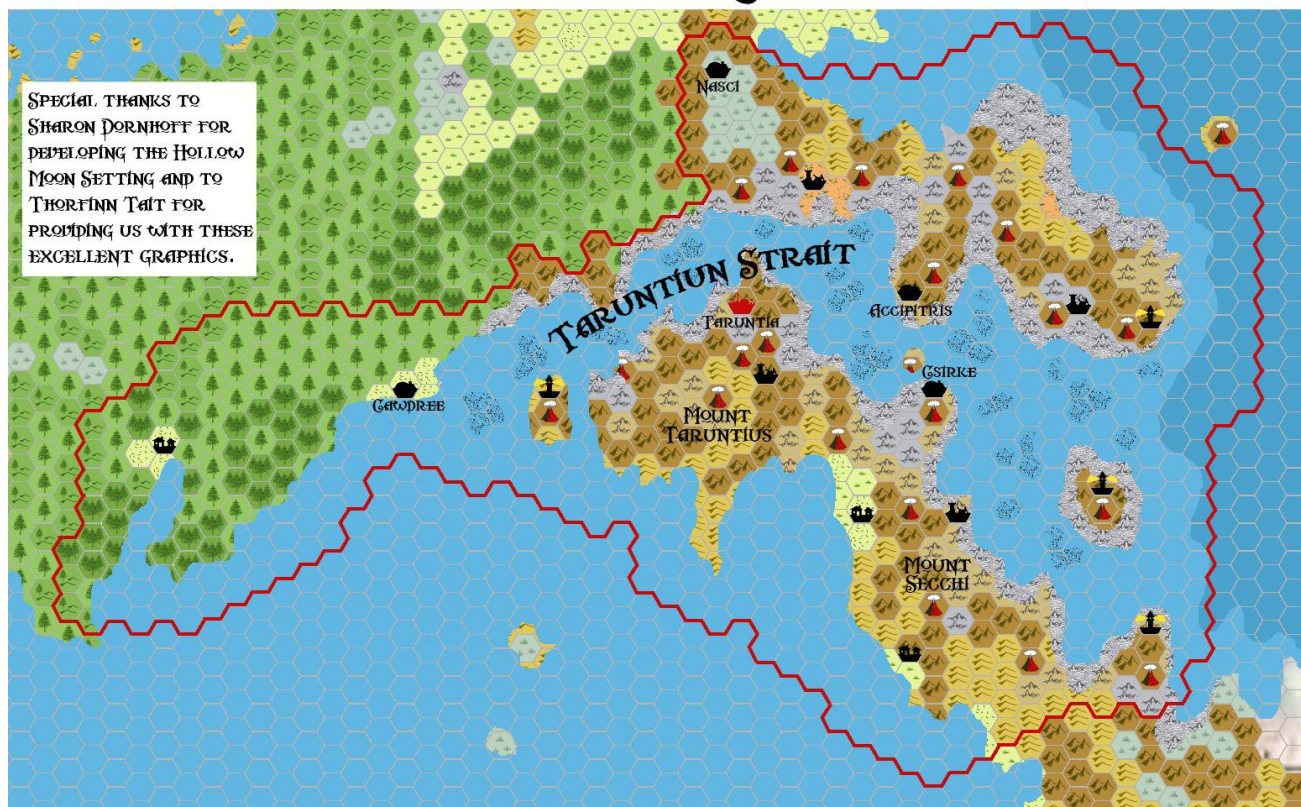 Special thanks to
Sharon Dornhoff for
developing the Hollow
Moon Setting and to
Thorfinn Tait for
providing us with these
excellent graphics.
Nasci
Taruntiun Strait
Taruntia
Accipitris
Csirke
Cawdree
Mount
Taruntius
Mount
Secchi